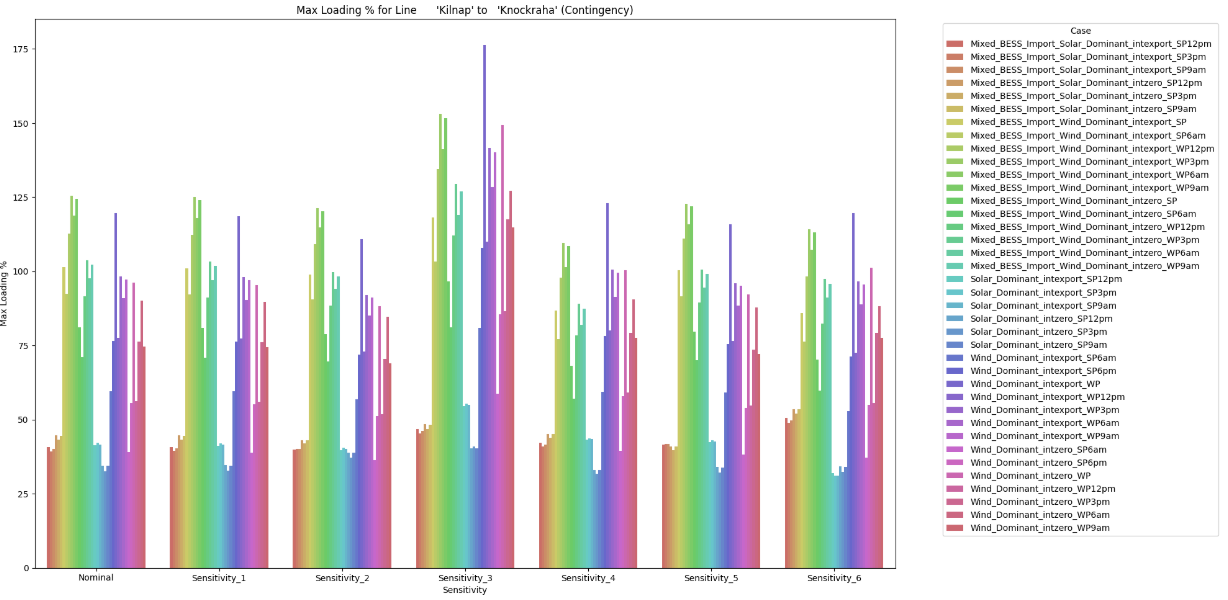 Max Loading % for Line 'Kilnap' to 'Knockraha' (Contingency)
Max Loading %
175
150
125
100
75
50
25
0
Nominal
Sensitivity_1
Sensitivity_2
Sensitivity_3
Sensitivity_4
Sensitivity_5
Sensitivity_6
Sensitivity
Case
Mixed_BESS_Import_Solar_Dominant_intexport_SP12pm
Mixed_BESS_Import_Solar_Dominant_intexport_SP3pm
Mixed_BESS_Import_Solar_Dominant_intexport_SP9am
Mixed_BESS_Import_Solar_Dominant_intzero_SP12pm
Mixed_BESS_Import_Solar_Dominant_intzero_SP3pm
Mixed_BESS_Import_Solar_Dominant_intzero_SP9am
Mixed_BESS_Import_Wind_Dominant_intexport_SP
Mixed_BESS_Import_Wind_Dominant_intexport_SP6am
Mixed_BESS_Import_Wind_Dominant_intexport_WP12pm
Mixed_BESS_Import_Wind_Dominant_intexport_WP3pm
Mixed_BESS_Import_Wind_Dominant_intexport_WP6am
Mixed_BESS_Import_Wind_Dominant_intexport_WP9am
Mixed_BESS_Import_Wind_Dominant_intzero_SP
Mixed_BESS_Import_Wind_Dominant_intzero_SP6am
Mixed_BESS_Import_Wind_Dominant_intzero_WP12pm
Mixed_BESS_Import_Wind_Dominant_intzero_WP3pm
Mixed_BESS_Import_Wind_Dominant_intzero_WP6am
Mixed_BESS_Import_Wind_Dominant_intzero_WP9am
Solar_Dominant_intexport_SP12pm
Solar_Dominant_intexport_SP3pm
Solar_Dominant_intexport_SP9am
Solar_Dominant_intzero_SP12pm
Solar_Dominant_intzero_SP3pm
Solar_Dominant_intzero_SP9am
Wind_Dominant_intexport_SP6am
Wind_Dominant_intexport_SP6pm
Wind_Dominant_intexport_WP
Wind_Dominant_intexport_WP12pm
Wind_Dominant_intexport_WP3pm
Wind_Dominant_intexport_WP6am
Wind_Dominant_intexport_WP9am
Wind_Dominant_intzero_SP6am
Wind_Dominant_intzero_SP6pm
Wind_Dominant_intzero_WP
Wind_Dominant_intzero_WP12pm
Wind_Dominant_intzero_WP3pm
Wind_Dominant_intzero_WP6am
Wind_Dominant_intzero_WP9am